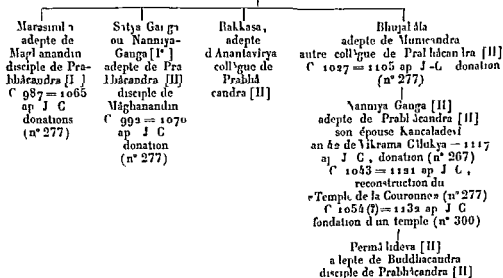 Marasimha
adepte de
Maghanandin
disciple de Pra-
bhâcandra [I]
C 987 = 1065
ap J C
donations
(n° 277)
Satya Ganga
ou Nanniya-
Ganga [I]
adepte de Pra
bhâcandra [II]
disciple de
Mâghanandin
C 992 = 1070
ap J C
donation
(n° 277)
Rakkasa,
adepte
d Anantavîrya
collègue de
Prabhâ
candra [II]
Bhujabala
adepte de Municandra
autre collègue de Prabhâcandra [II]
C 1027 = 1105 ap J-C donation
(n° 277)
Nanniya Ganga [II]
adepte de Prabhâcandra [II]
son épouse Kancaladevî
an 42 de Vikrama Câlukya = 1117
ap J C, donation (n° 267)
C 1043 = 1121 ap J C,
reconstruction du
«Temple de la Couronne» (n° 277)
C 1054 (?) = 1132 ap J C
fondation d un temple (n° 300)
Permâdideva [II]
adepte de Buddhacandra
disciple de Prabhâcandra [II]